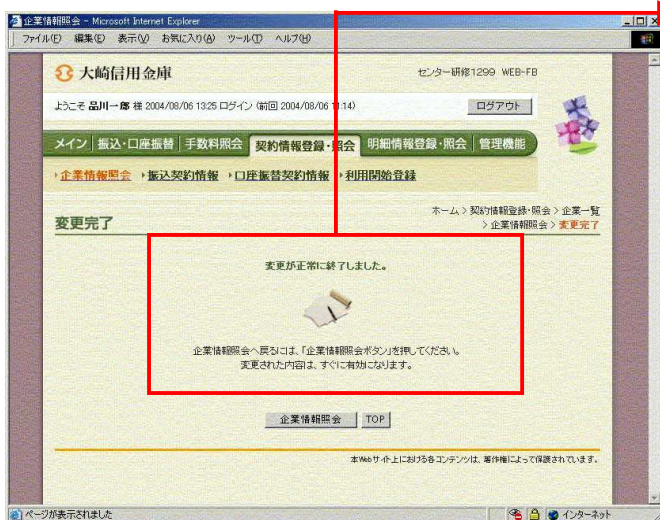 企業情報照会 - Microsoft Internet Explorer
ファイル(F) 編集(E) 表示(V) お気に入り(A) ツール(T) ヘルプ(H)
大崎信用金庫
センター研修1299 WEB-FB
ようこそ 品川一郎 様 2004/08/06 13:25 ログイン (前回 2004/08/06 11:14)
ログアウト
メイン 振込・口座振替 手数料照会 契約情報登録・照会 明細情報登録・照会 管理機能
企業情報照会 振込契約情報 口座振替契約情報 利用開始登録
変更完了
ホーム > 契約情報登録・照会 > 企業一覧
> 企業情報照会 > 変更完了
変更が正常に終了しました。
企業情報照会へ戻るには、「企業情報照会ボタン」を押してください。
変更された内容は、すぐに有効になります。
企業情報照会 TOP
本Webサイト上における各コンテンツは、著作権によって保護されています。
ページが表示されました
インターネット